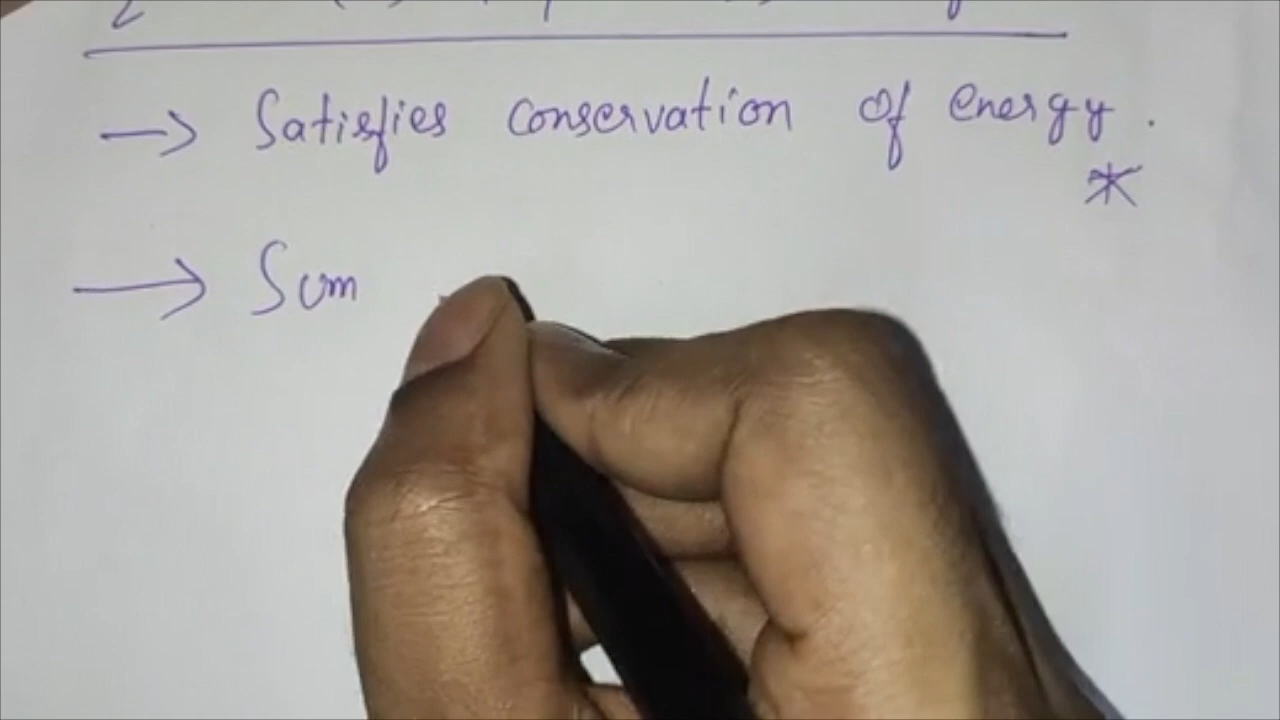 → Satisfies conservation of energy.
*
→ Sum